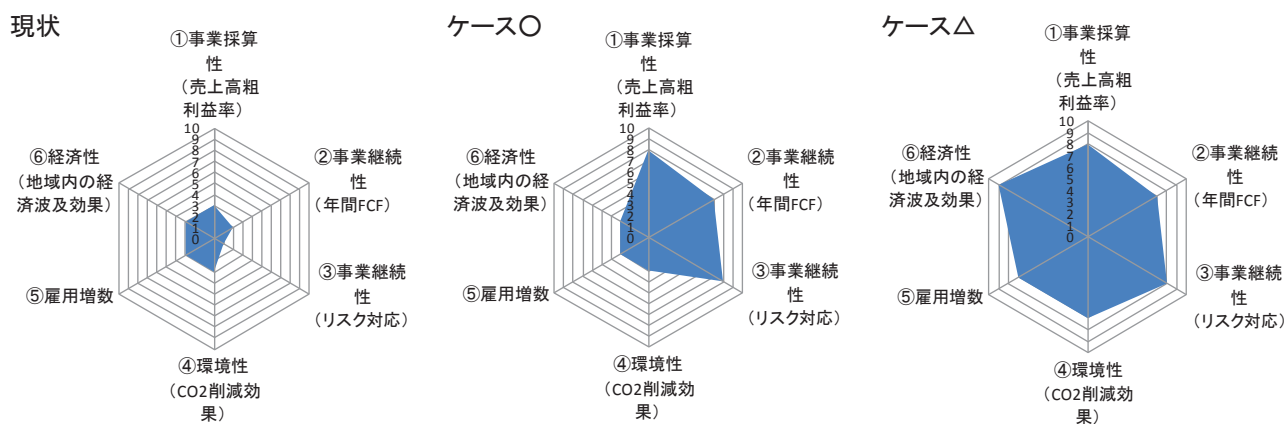 現状
①事業採算
性
（売上高粗
利益率）
10
9
8
7
6
5
4
3
2
1
0
②事業継続
性
（年間FCF）
③事業継続
性
（リスク対応）
④環境性
（CO2削減効
果）
⑤雇用増数
⑥経済性
（地域内の経
済波及効果）
ケース〇
①事業採算
性
（売上高粗
利益率）
10
9
8
7
6
5
4
3
2
1
0
②事業継続
性
（年間FCF）
③事業継続
性
（リスク対応）
④環境性
（CO2削減効
果）
⑤雇用増数
⑥経済性
（地域内の経
済波及効果）
ケース△
①事業採算
性
（売上高粗
利益率）
10
9
8
7
6
5
4
3
2
1
0
②事業継続
性
（年間FCF）
③事業継続
性
（リスク対応）
④環境性
（CO2削減効
果）
⑤雇用増数
⑥経済性
（地域内の経
済波及効果）